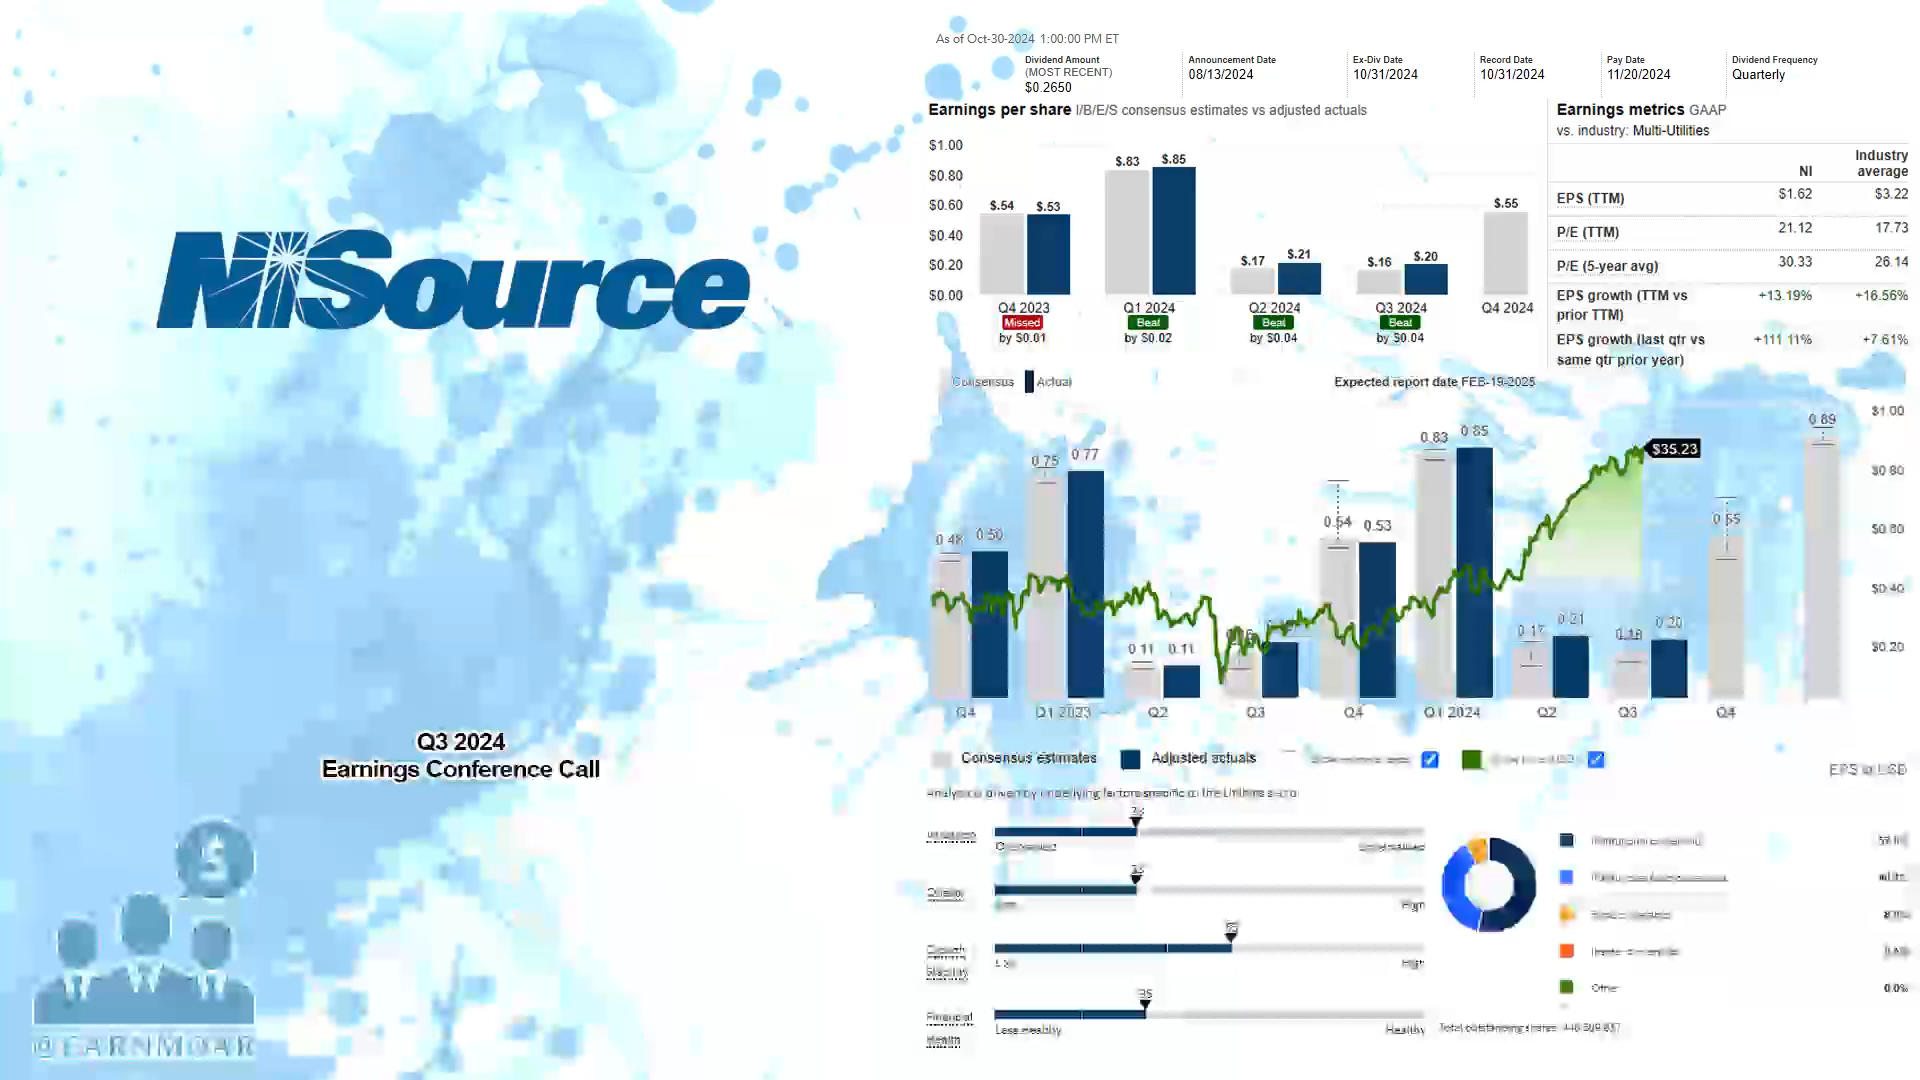 NiSource
Q3 2024
Earnings Conference Call
@EARNMOAR
As of Oct-30-2024 1:00:00 PM ET
Dividend Amount
(MOST RECENT)
$0.2650
Announcement Date
08/13/2024
Ex-Div Date
10/31/2024
Record Date
10/31/2024
Pay Date
11/20/2024
Dividend Frequency
Quarterly
Earnings per share I/B/E/S consensus estimates vs adjusted actuals
$1.00
$0.80
$0.60
$0.40
$0.20
$0.00
$.54 $.53
$.83 $.85
$.17 $.21
$.16 $.20
$.55
Q4 2023 Q1 2024 Q2 2024 Q3 2024 Q4 2024
Missed Beat Beat Beat
by $0.01 by $0.02 by $0.04 by $0.04
Consensus Actual
Expected report date FEB-19-2025
Earnings metrics GAAP
vs. industry: Multi-Utilities
NI Industry average
EPS (TTM) $1.62 $3.22
P/E (TTM) 21.12 17.73
P/E (5-year avg) 30.33 26.14
EPS growth (TTM vs
prior TTM) +13.19% +16.56%
EPS growth (last qtr vs
same qtr prior year) +111.11% +7.61%
$1.00
$0.80
$0.60
$0.40
$0.20
0.48 0.50
0.75 0.77
0.11 0.11
0.54 0.53
0.83 0.85
0.17 0.21
0.16 0.20
0.55
0.89
$35.23
Q4 Q1 2023 Q2 Q3 Q4 Q1 2024 Q2 Q3 Q4
Consensus estimates Adjusted actuals
EPS in USD
Quality
High
Growth
Stability
Low High
35
Financial
Health
Less healthy Healthy
Other 0.0%
Total outstanding shares